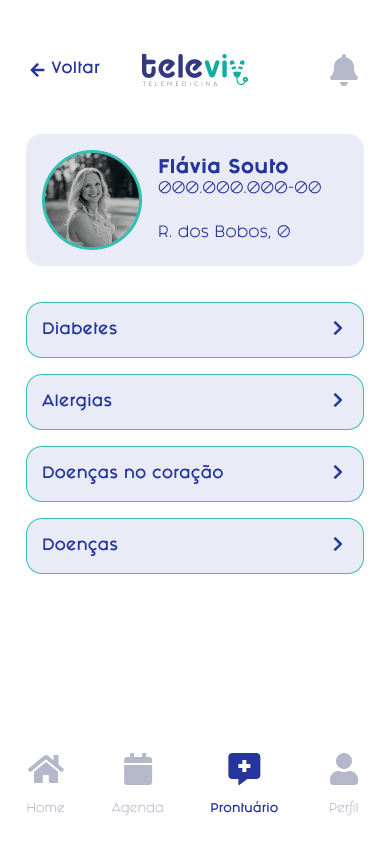 Voltar
televiv
TELEMEDICINA
Flávia Souto
000.000.000-00
R. dos Bobos, 0
Diabetes
Alergias
Doenças no coração
Doenças
Home
Agenda
Prontuário
Perfil